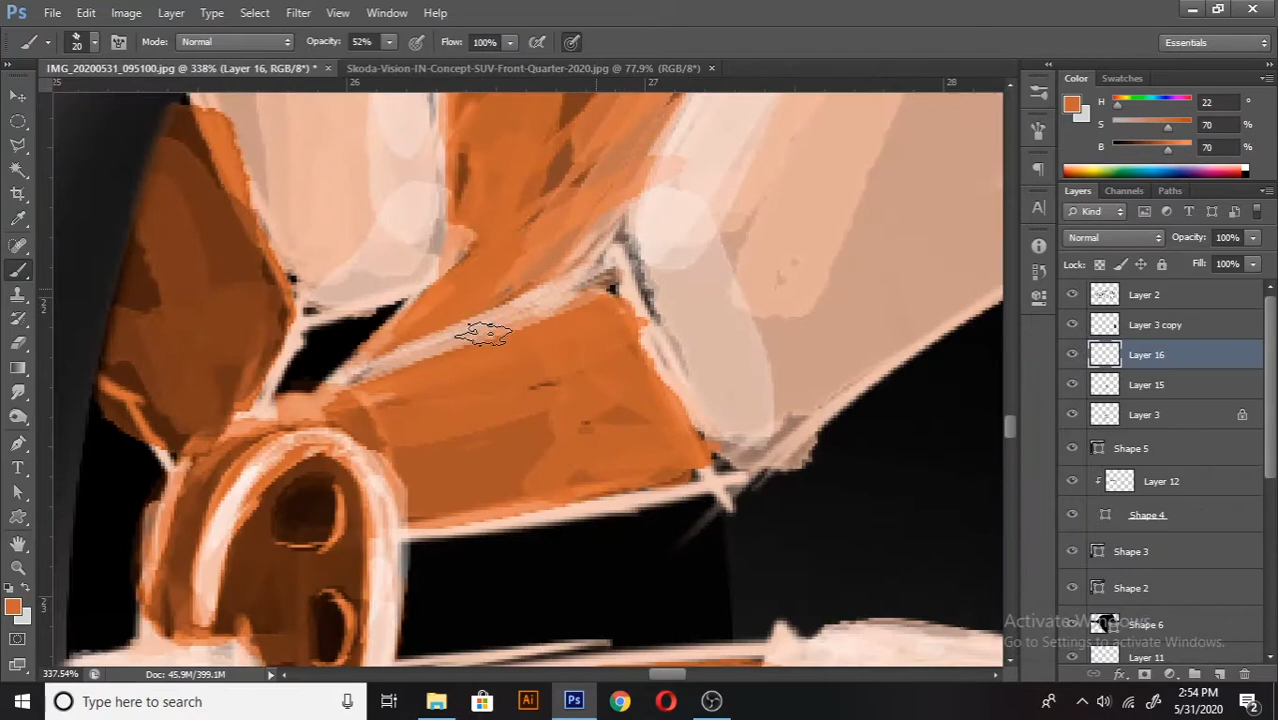 Ps File Edit Image Layer Type Select Filter View Window Help
20 Mode: Normal Opacity: 52% Flow: 100% Essentials
IMG_20200531_095100.jpg @ 338% (Layer 16, RGB/8*) * × Skoda-Vision-IN-Concept-SUV-Front-Quarter-2020.jpg @ 77.9% (RGB/8*) ×
25 26 27 28
Color Swatches
H 22 °
S 70 %
B 70 %
Layers Channels Paths
Kind
Normal Opacity: 100%
Lock: Fill: 100%
Layer 2
Layer 3 copy
Layer 16
Layer 15
Layer 3
Shape 5
Layer 12
Shape 4
Shape 3
Shape 2
Shape 6
Layer 11
Activate Windows
Go to Settings to activate Windows.
337.54% Doc: 45.9M/399.1M
Type here to search
Ai Ps
2:54 PM
5/31/2020
2